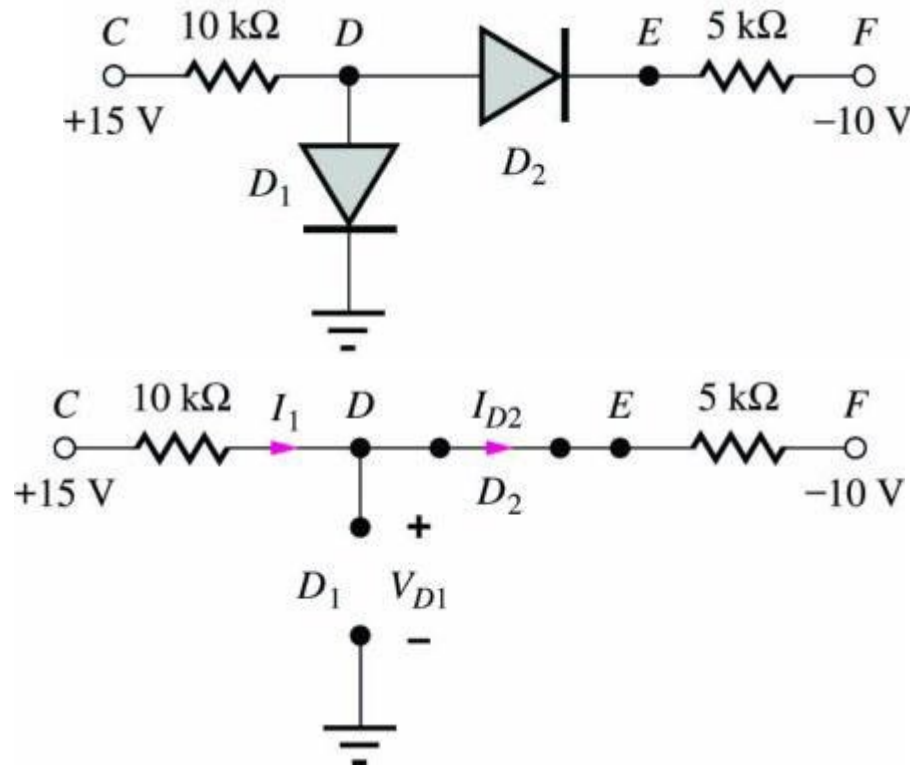 C 10 kΩ D E 5 kΩ F
+15 V −10 V
D1 D2
C 10 kΩ I1 D ID2 E 5 kΩ F
+15 V D2 −10 V
+
D1 VD1
−